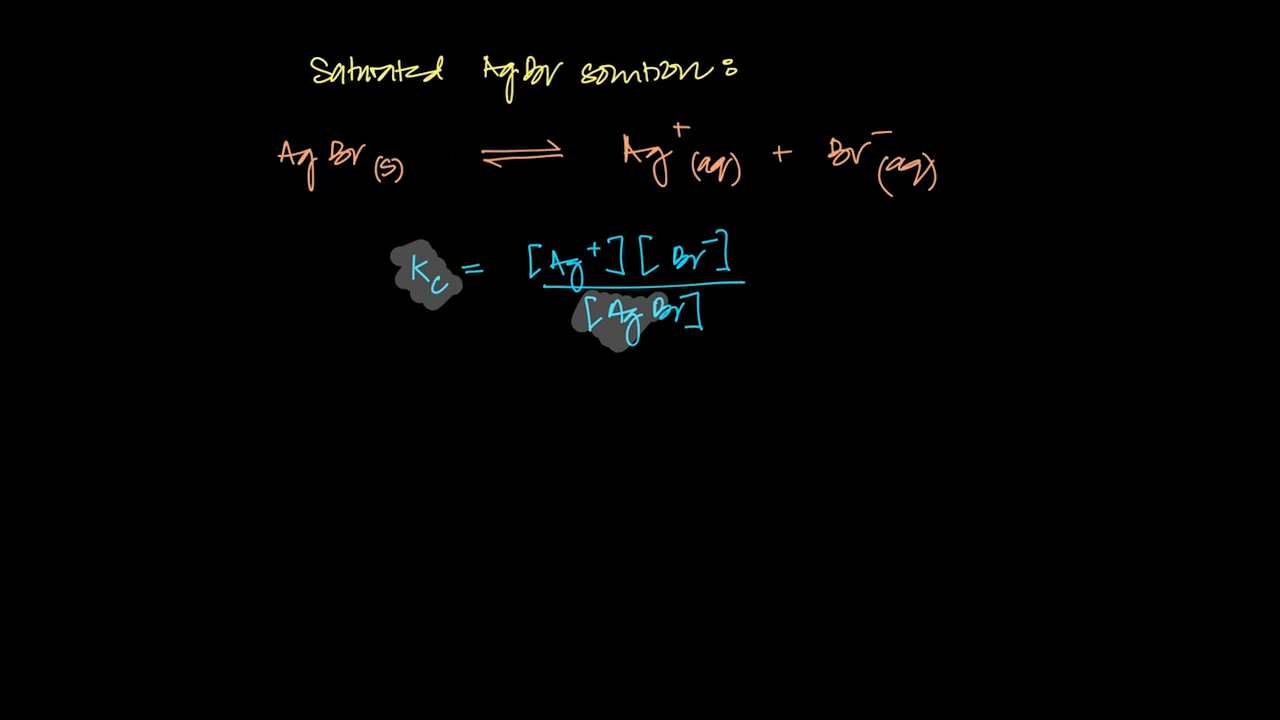 Saturated AgBr solution:
AgBr(s) ⇌ Ag⁺(aq) + Br⁻(aq)
Kc = [Ag⁺][Br⁻]
[AgBr]